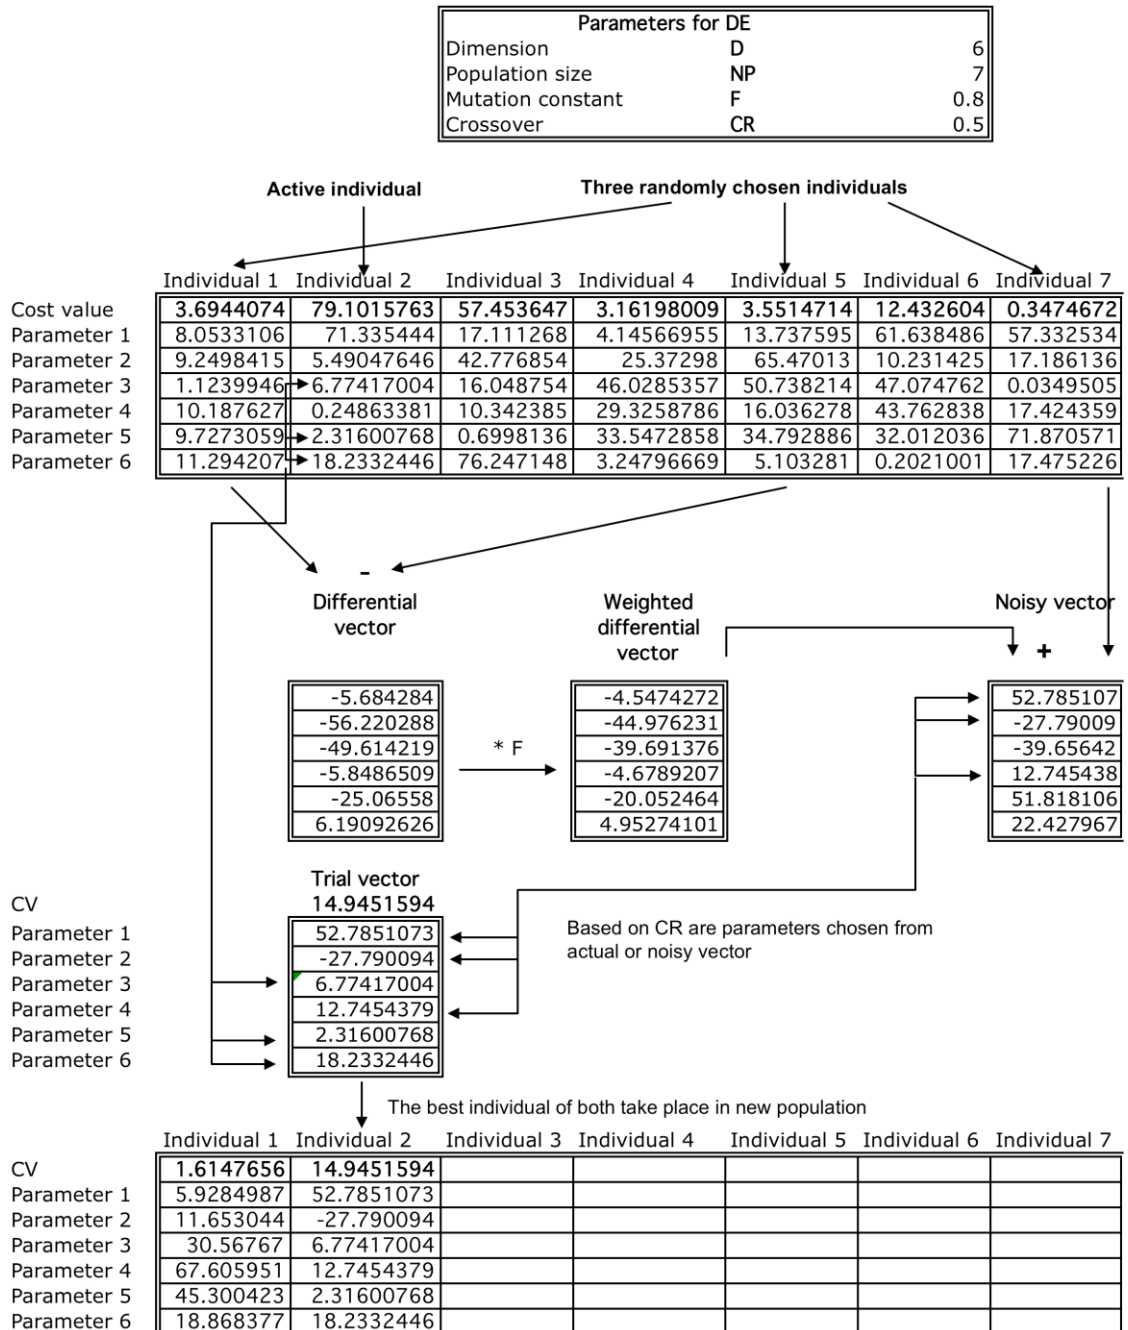 Parameters for DE
Dimension D 6
Population size NP 7
Mutation constant F 0.8
Crossover CR 0.5
Active individual Three randomly chosen individuals
Individual 1 Individual 2 Individual 3 Individual 4 Individual 5 Individual 6 Individual 7
Cost value 3.6944074 79.1015763 57.453647 3.16198009 3.5514714 12.432604 0.3474672
Parameter 1 8.0533106 71.335444 17.111268 4.14566955 13.737595 61.638486 57.332534
Parameter 2 9.2498415 5.49047646 42.776854 25.37298 65.47013 10.231425 17.186136
Parameter 3 1.1239946 6.77417004 16.048754 46.0285357 50.738214 47.074762 0.0349505
Parameter 4 10.187627 0.24863381 10.342385 29.3258786 16.036278 43.762838 17.424359
Parameter 5 9.7273059 2.31600768 0.6998136 33.5472858 34.792886 32.012036 71.870571
Parameter 6 11.294207 18.2332446 76.247148 3.24796669 5.103281 0.2021001 17.475226
-
Differential Weighted Noisy vector
vector differential
vector +
-5.684284 -4.5474272 52.785107
-56.220288 -44.976231 -27.79009
-49.614219 * F -39.691376 -39.65642
-5.8486509 -4.6789207 12.745438
-25.06558 -20.052464 51.818106
6.19092626 4.95274101 22.427967
Trial vector
CV 14.9451594
Parameter 1 52.7851073 Based on CR are parameters chosen from
Parameter 2 -27.790094 actual or noisy vector
Parameter 3 6.77417004
Parameter 4 12.7454379
Parameter 5 2.31600768
Parameter 6 18.2332446
The best individual of both take place in new population
Individual 1 Individual 2 Individual 3 Individual 4 Individual 5 Individual 6 Individual 7
CV 1.6147656 14.9451594
Parameter 1 5.9284987 52.7851073
Parameter 2 11.653044 -27.790094
Parameter 3 30.56767 6.77417004
Parameter 4 67.605951 12.7454379
Parameter 5 45.300423 2.31600768
Parameter 6 18.868377 18.2332446